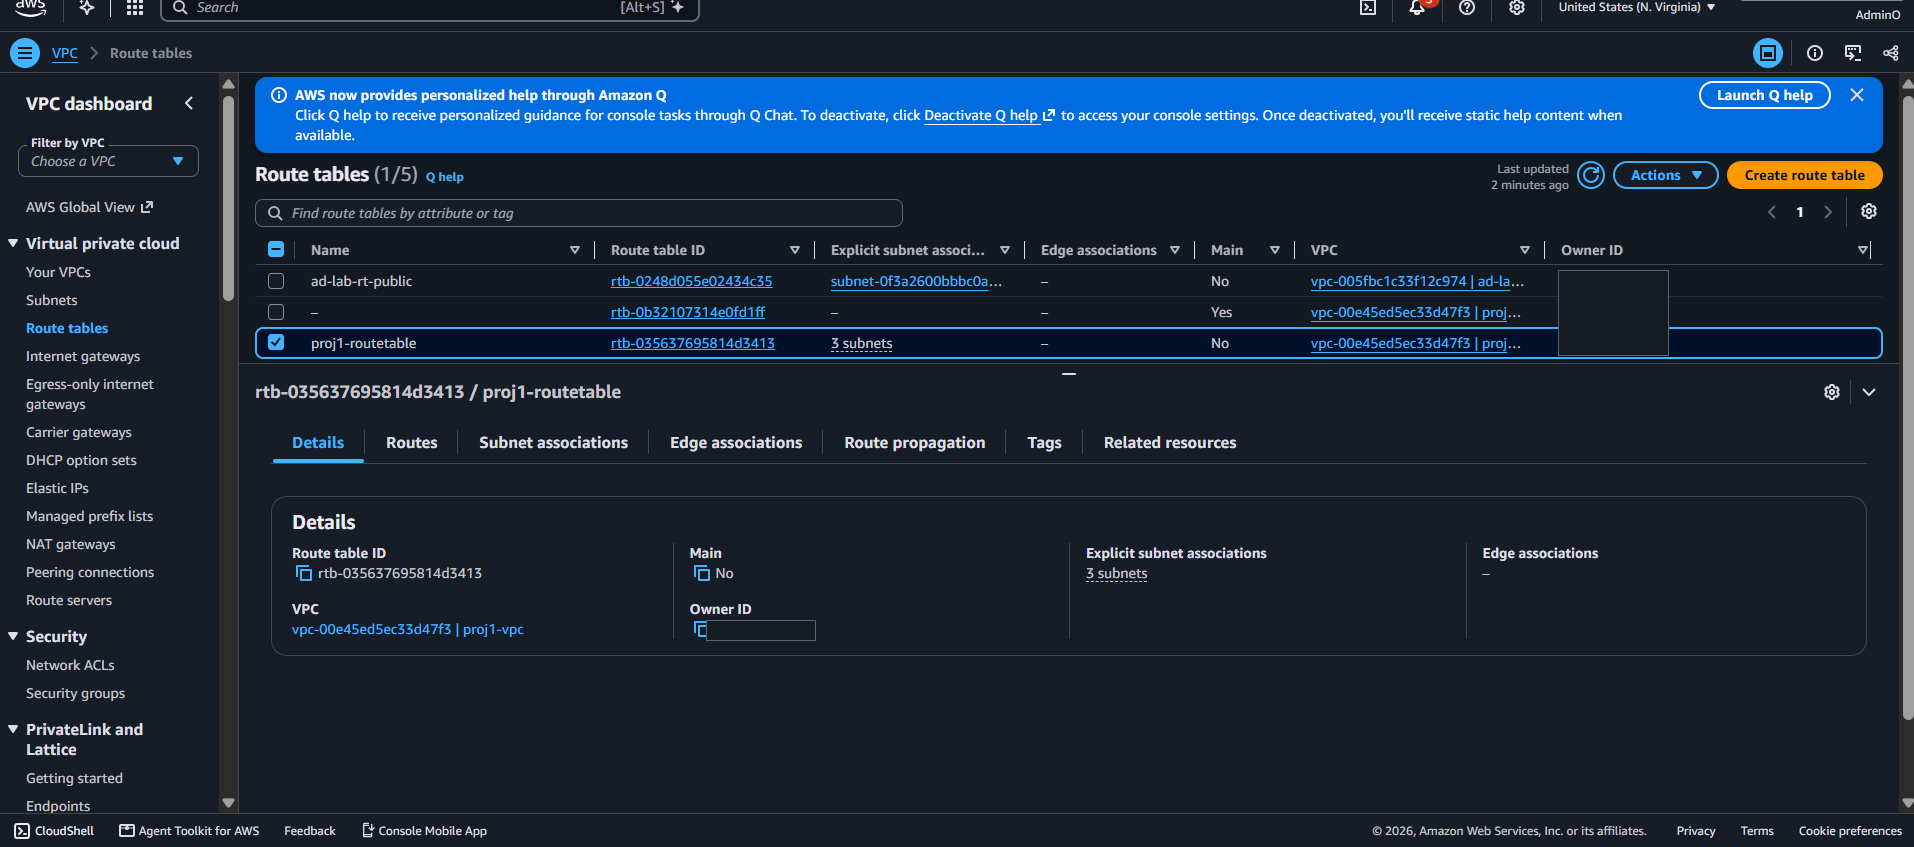 aws
Search [Alt+S]
United States (N. Virginia)
AdminO
VPC Route tables
VPC dashboard
Filter by VPC
Choose a VPC
AWS Global View
Virtual private cloud
Your VPCs
Subnets
Route tables
Internet gateways
Egress-only internet
gateways
Carrier gateways
DHCP option sets
Elastic IPs
Managed prefix lists
NAT gateways
Peering connections
Route servers
Security
Network ACLs
Security groups
PrivateLink and
Lattice
Getting started
Endpoints
AWS now provides personalized help through Amazon Q
Click Q help to receive personalized guidance for console tasks through Q Chat. To deactivate, click Deactivate Q help to access your console settings. Once deactivated, you'll receive static help content when
available.
Launch Q help
Route tables (1/5) Q help
Last updated
2 minutes ago
Actions
Create route table
Find route tables by attribute or tag
1
Name Route table ID Explicit subnet associ... Edge associations Main VPC Owner ID
ad-lab-rt-public rtb-0248d055e02434c35 subnet-0f3a2600bbbc0a... – No vpc-005fbc1c33f12c974 | ad-la...
– rtb-0b32107314e0fd1ff – – Yes vpc-00e45ed5ec33d47f3 | proj...
proj1-routetable rtb-035637695814d3413 3 subnets – No vpc-00e45ed5ec33d47f3 | proj...
rtb-035637695814d3413 / proj1-routetable
Details Routes Subnet associations Edge associations Route propagation Tags Related resources
Details
Route table ID
rtb-035637695814d3413
Main
No
Explicit subnet associations
3 subnets
Edge associations
–
VPC
vpc-00e45ed5ec33d47f3 | proj1-vpc
Owner ID
CloudShell Agent Toolkit for AWS Feedback Console Mobile App
© 2026, Amazon Web Services, Inc. or its affiliates. Privacy Terms Cookie preferences